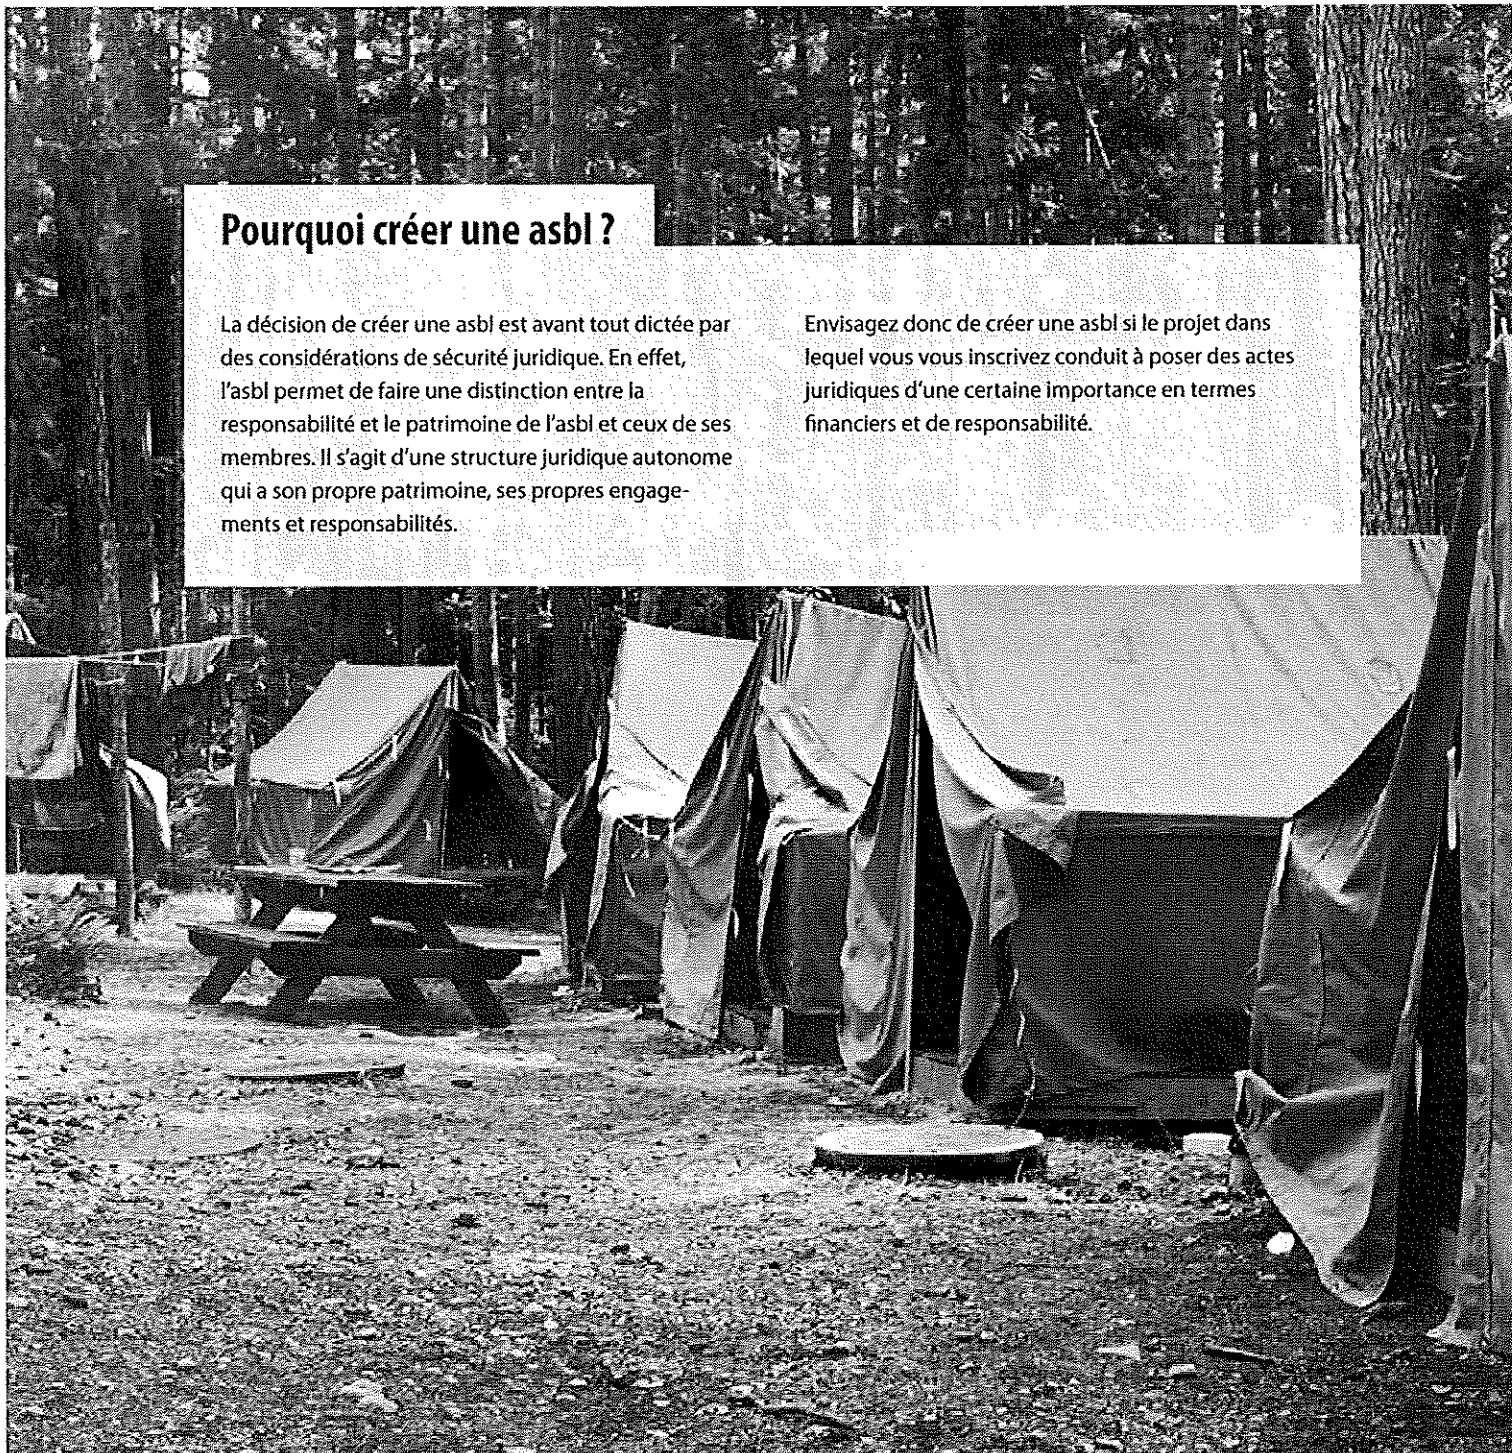 Pourquoi créer une asbl ?
La décision de créer une asbl est avant tout dictée par
des considérations de sécurité juridique. En effet,
l'asbl permet de faire une distinction entre la
responsabilité et le patrimoine de l'asbl et ceux de ses
membres. Il s'agit d'une structure juridique autonome
qui a son propre patrimoine, ses propres engage-
ments et responsabilités.
Envisagez donc de créer une asbl si le projet dans
lequel vous vous inscrivez conduit à poser des actes
juridiques d'une certaine importance en termes
financiers et de responsabilité.